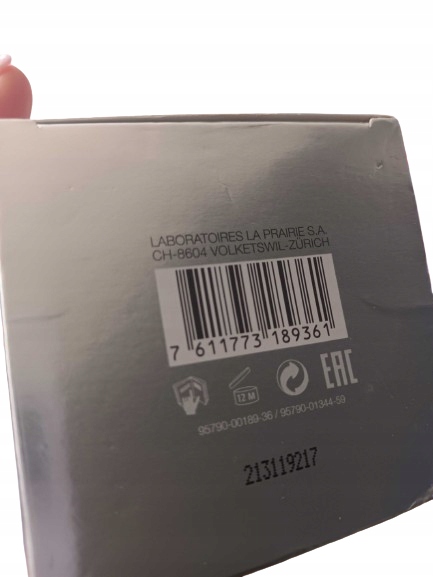 LABORATOIRES LA PRAIRIE S.A.
CH-8604 VOLKETSWIL-ZÜRICH
7 611773 189361
12 M
EAC
95790-00189-36 / 95790-01344-59
213119217